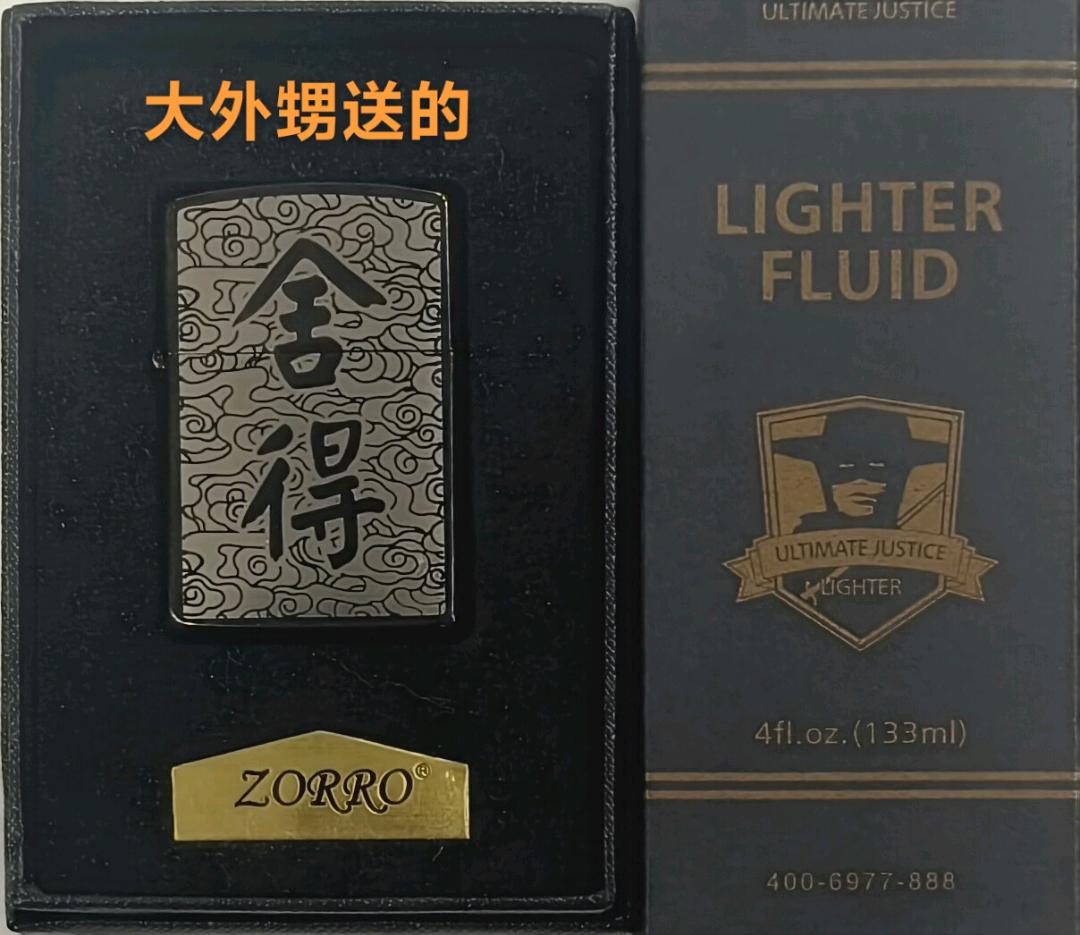 大外甥送的
舍
得
ZORRO®
ULTIMATE JUSTICE
LIGHTER
FLUID
ULTIMATE JUSTICE
LIGHTER
4fl.oz.(133ml)
400-6977-888